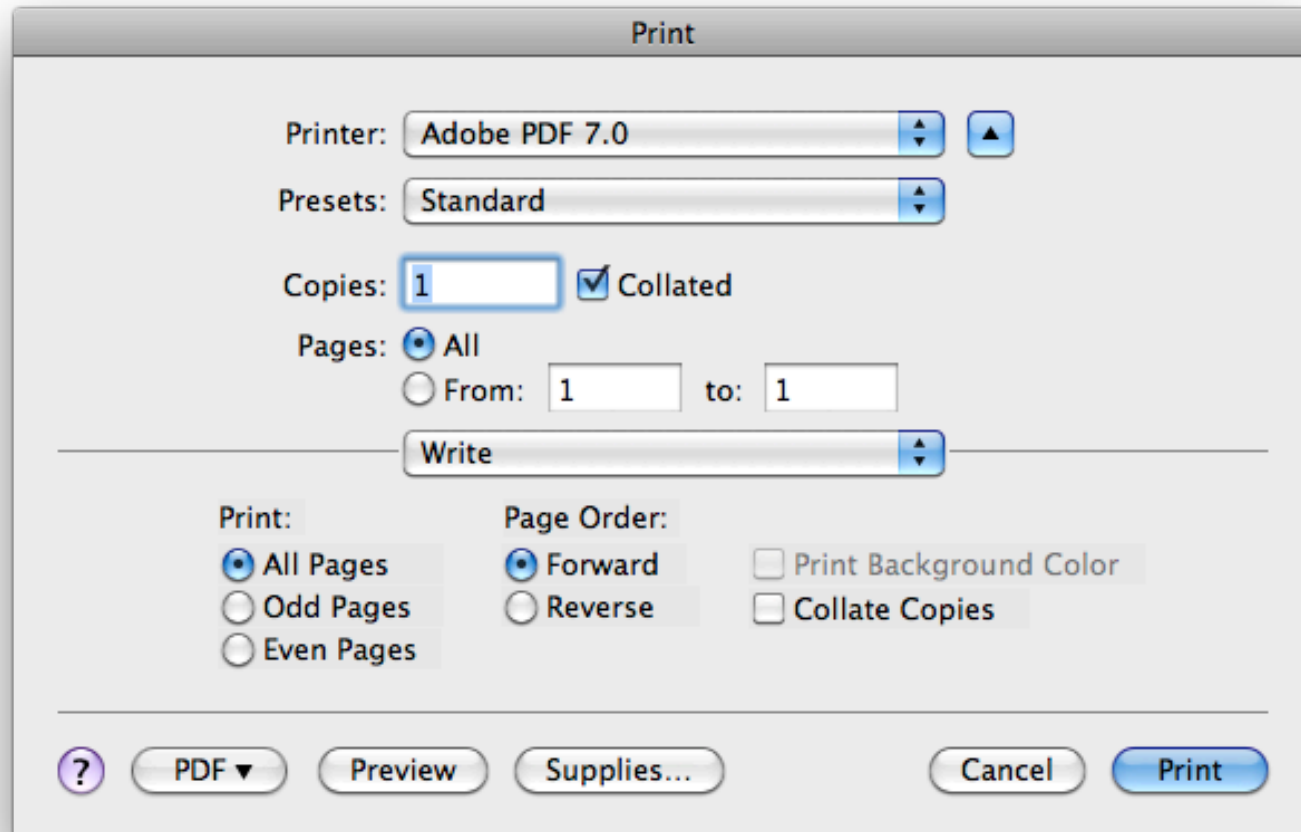 Print
Printer: Adobe PDF 7.0
Presets: Standard
Copies: 1 Collated
Pages: All
From: 1 to: 1
Write
Print: Page Order:
All Pages Forward Print Background Color
Odd Pages Reverse Collate Copies
Even Pages
? PDF Preview Supplies... Cancel Print